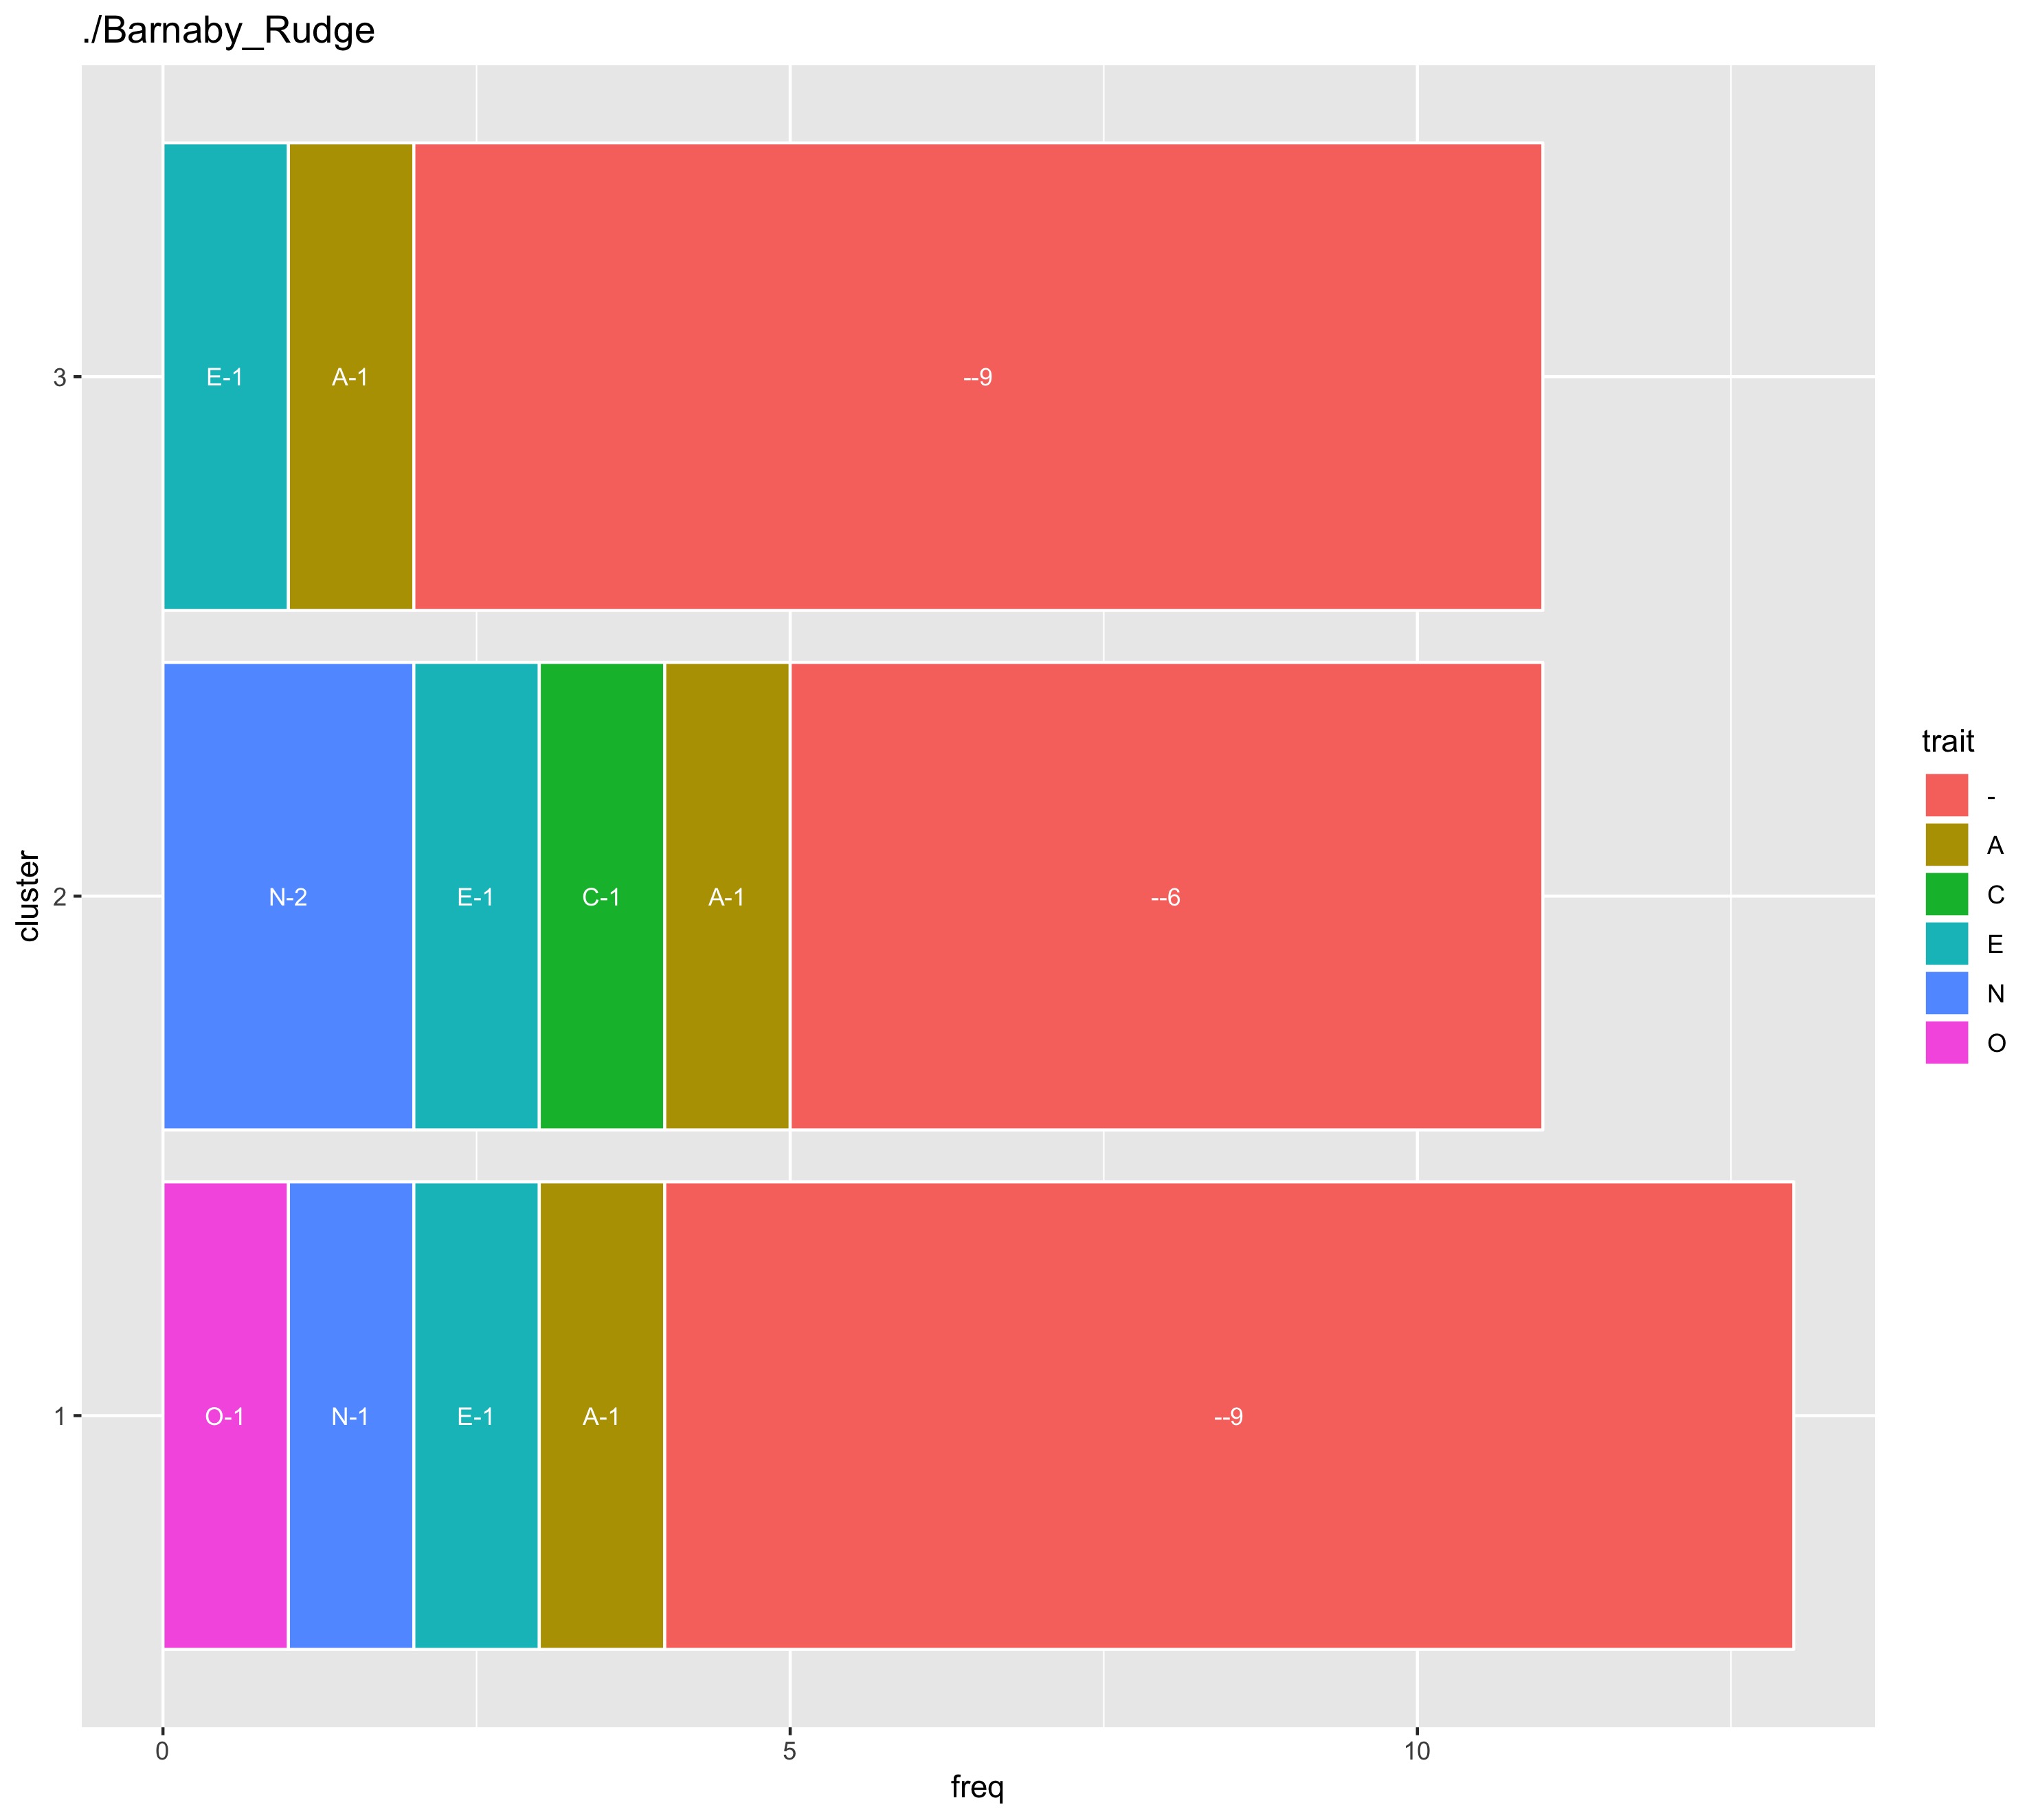 ./Barnaby_Rudge
3
E-1
A-1
--9
2
N-2
E-1
C-1
A-1
--6
1
O-1
N-1
E-1
A-1
--9
cluster
0
5
10
freq
trait
-
A
C
E
N
O